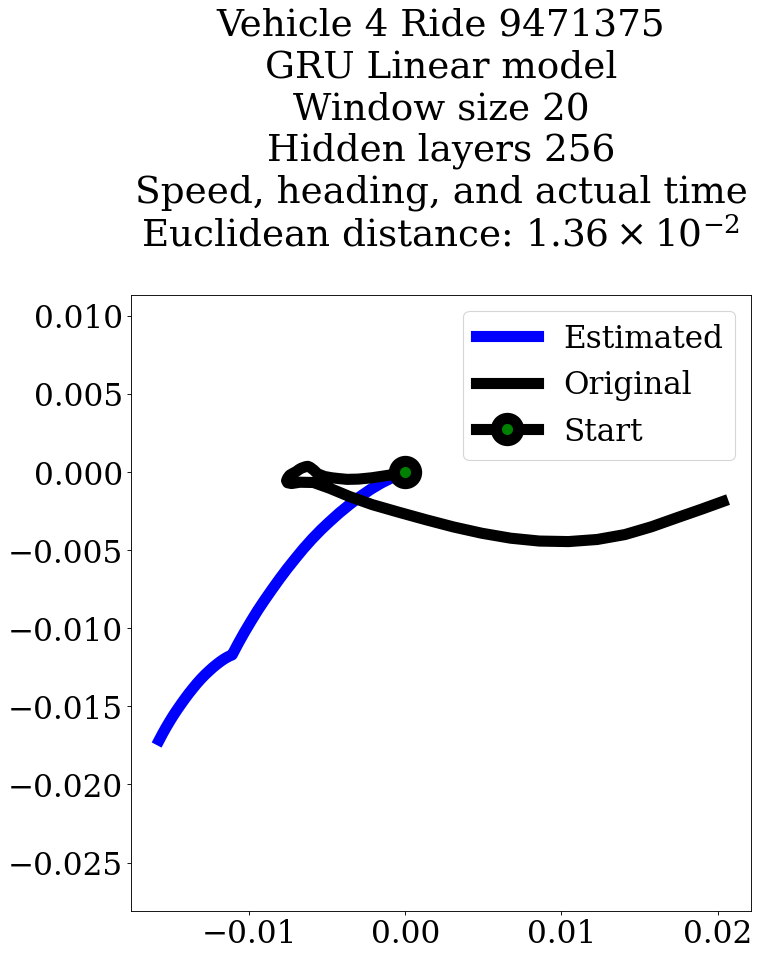 Vehicle 4 Ride 9471375
GRU Linear model
Window size 20
Hidden layers 256
Speed, heading, and actual time
Euclidean distance: 1.36 × 10⁻²
Estimated
Original
Start
0.010
0.005
0.000
−0.005
−0.010
−0.015
−0.020
−0.025
−0.01 0.00 0.01 0.02